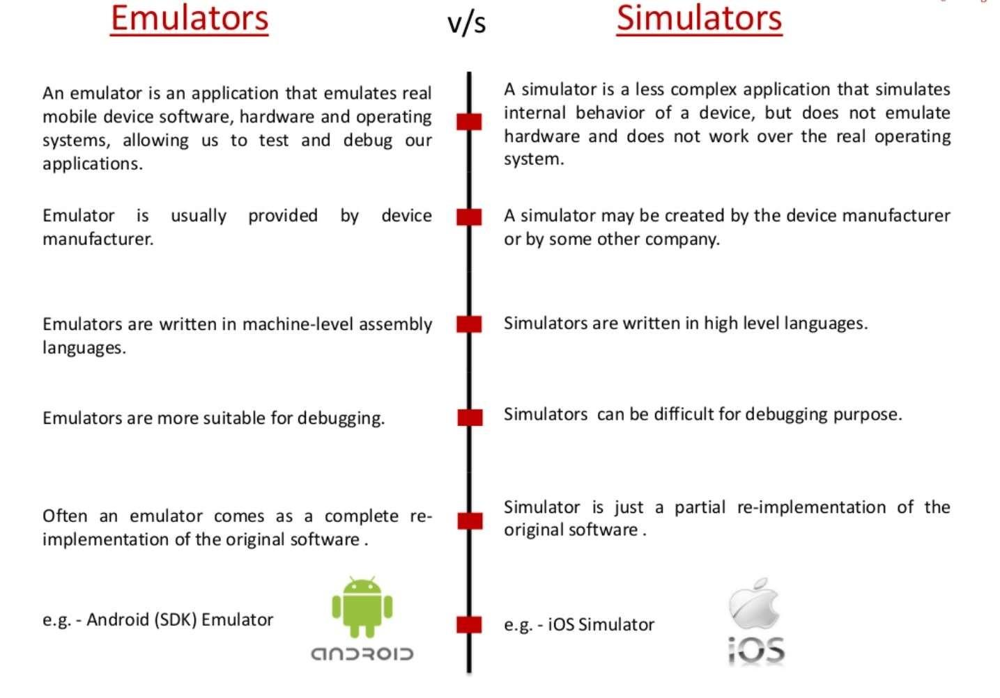 Emulators v/s Simulators
An emulator is an application that emulates real
mobile device software, hardware and operating
systems, allowing us to test and debug our
applications.
A simulator is a less complex application that simulates
internal behavior of a device, but does not emulate
hardware and does not work over the real operating
system.
Emulator is usually provided by device
manufacturer.
A simulator may be created by the device manufacturer
or by some other company.
Emulators are written in machine-level assembly
languages.
Simulators are written in high level languages.
Emulators are more suitable for debugging.
Simulators can be difficult for debugging purpose.
Often an emulator comes as a complete re-
implementation of the original software .
Simulator is just a partial re-implementation of the
original software .
e.g. - Android (SDK) Emulator
ANDROID
e.g. - iOS Simulator
iOS